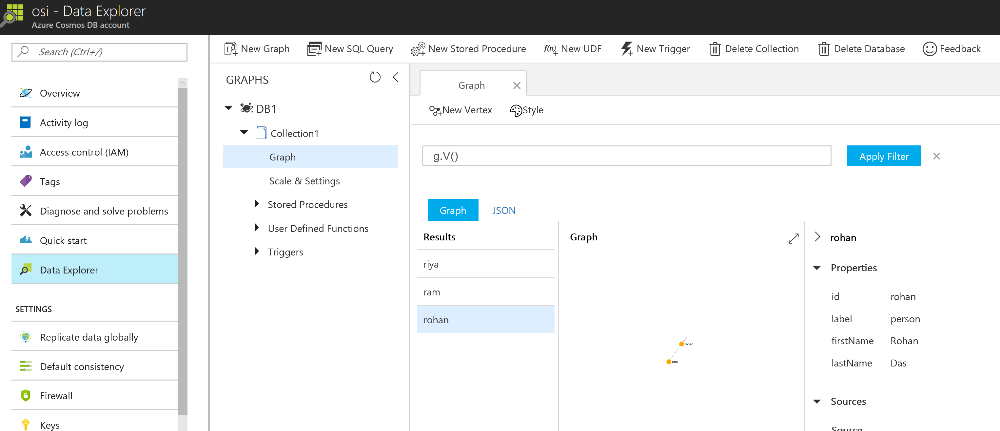 osi - Data Explorer
Azure Cosmos DB account
Search (Ctrl+/)
Overview
Activity log
Access control (IAM)
Tags
Diagnose and solve problems
Quick start
Data Explorer
SETTINGS
Replicate data globally
Default consistency
Firewall
Keys
New Graph
New SQL Query
New Stored Procedure
f(n) New UDF
New Trigger
Delete Collection
Delete Database
Feedback
GRAPHS
DB1
Collection1
Graph
Scale & Settings
Stored Procedures
User Defined Functions
Triggers
Graph
New Vertex
Style
g.V()
Apply Filter
Graph
JSON
Results
riya
ram
rohan
Graph
rohan
ram
rohan
Properties
id rohan
label person
firstName Rohan
lastName Das
Sources
Source